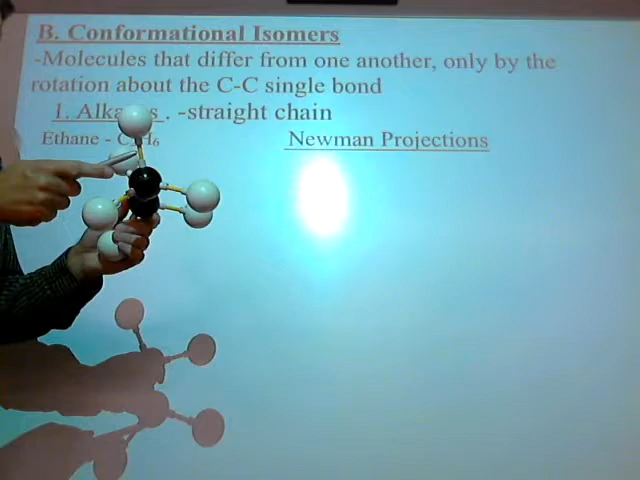 B. Conformational Isomers
-Molecules that differ from one another, only by the
rotation about the C-C single bond
1. . -straight chain
Ethane - Newman Projections